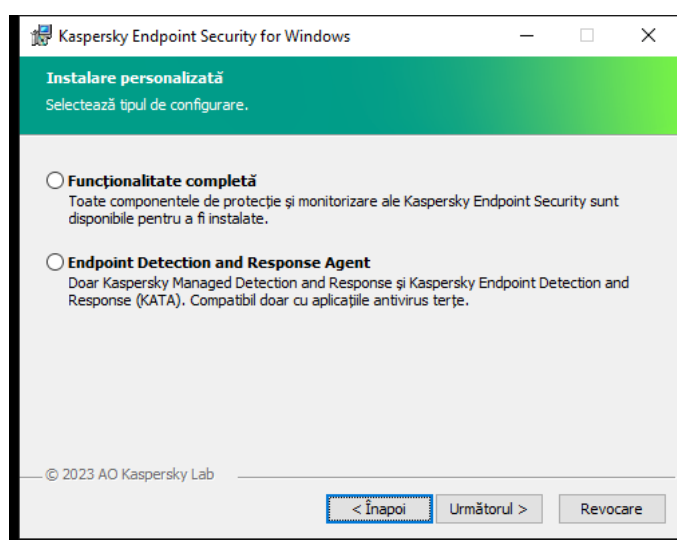 Kaspersky Endpoint Security for Windows
Instalare personalizată
Selectează tipul de configurare.
Funcționalitate completă
Toate componentele de protecție și monitorizare ale Kaspersky Endpoint Security sunt
disponibile pentru a fi instalate.
Endpoint Detection and Response Agent
Doar Kaspersky Managed Detection and Response și Kaspersky Endpoint Detection and
Response (KATA). Compatibil doar cu aplicațiile antivirus terțe.
© 2023 AO Kaspersky Lab
< Înapoi Următorul > Revocare